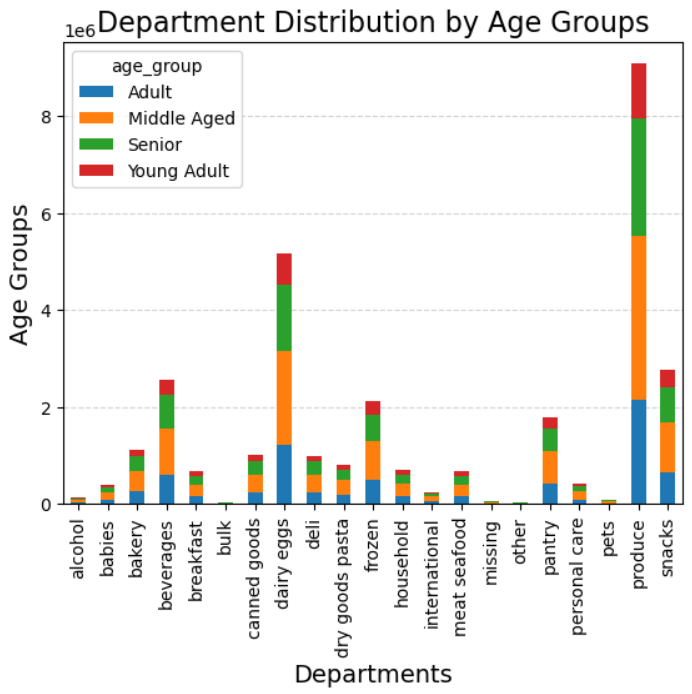 Department Distribution by Age Groups
1e6
age_group
Adult
Middle Aged
Senior
Young Adult
8
6
4
2
0
Age Groups
alcohol
babies
bakery
beverages
breakfast
bulk
canned goods
dairy eggs
deli
dry goods pasta
frozen
household
international
meat seafood
missing
other
pantry
personal care
pets
produce
snacks
Departments